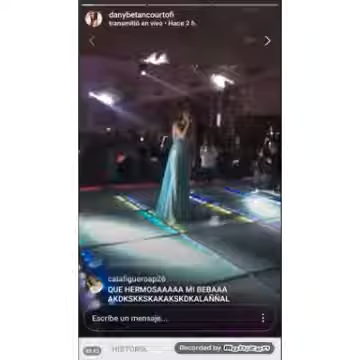 danybetancourtofi
transmitió en vivo • Hace 2 h
catafigueroap26
QUE HERMOSAAAAA MI BEBAAA
AKDKSKKSKAKAKSKDKALAÑÑAL
Escribe un mensaje...
HISTORIA
Recorded by